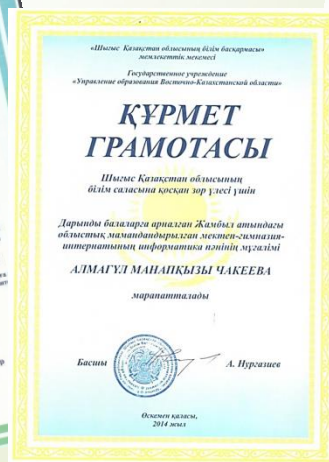 «Шығыс Қазақстан облысының білім басқармасы»
мемлекеттік мекемесі
Государственное учреждение
«Управление образования Восточно-Казахстанской области»
ҚҰРМЕТ
ГРАМОТАСЫ
Шығыс Қазақстан облысының
білім саласына қосқан зор үлесі үшін
Дарынды балаларға арналған Жамбыл атындағы
облыстық мамандандырылған мектеп-гимназия-
интернатының информатика пәнінің мұғалімі
АЛМАГҮЛ МАНАПҚЫЗЫ ЧАКЕЕВА
марапатталады
Басшы
А. Нургазиев
Өскемен қаласы,
2014 жыл